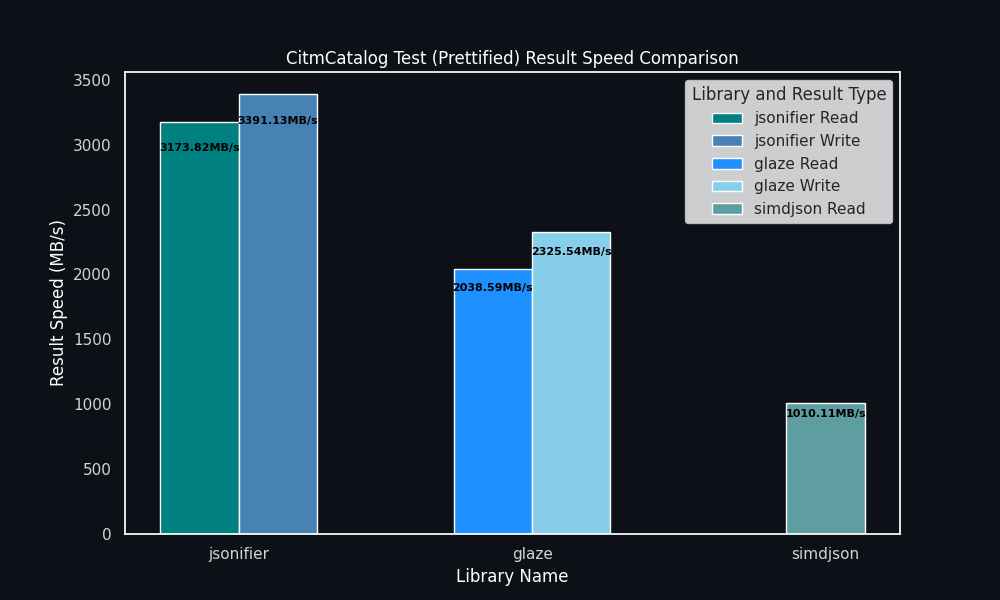 CitmCatalog Test (Prettified) Result Speed Comparison
Result Speed (MB/s)
3500
3000
2500
2000
1500
1000
500
0
3173.82MB/s
3391.13MB/s
2038.59MB/s
2325.54MB/s
1010.11MB/s
Library and Result Type
jsonifier Read
jsonifier Write
glaze Read
glaze Write
simdjson Read
jsonifier
glaze
simdjson
Library Name